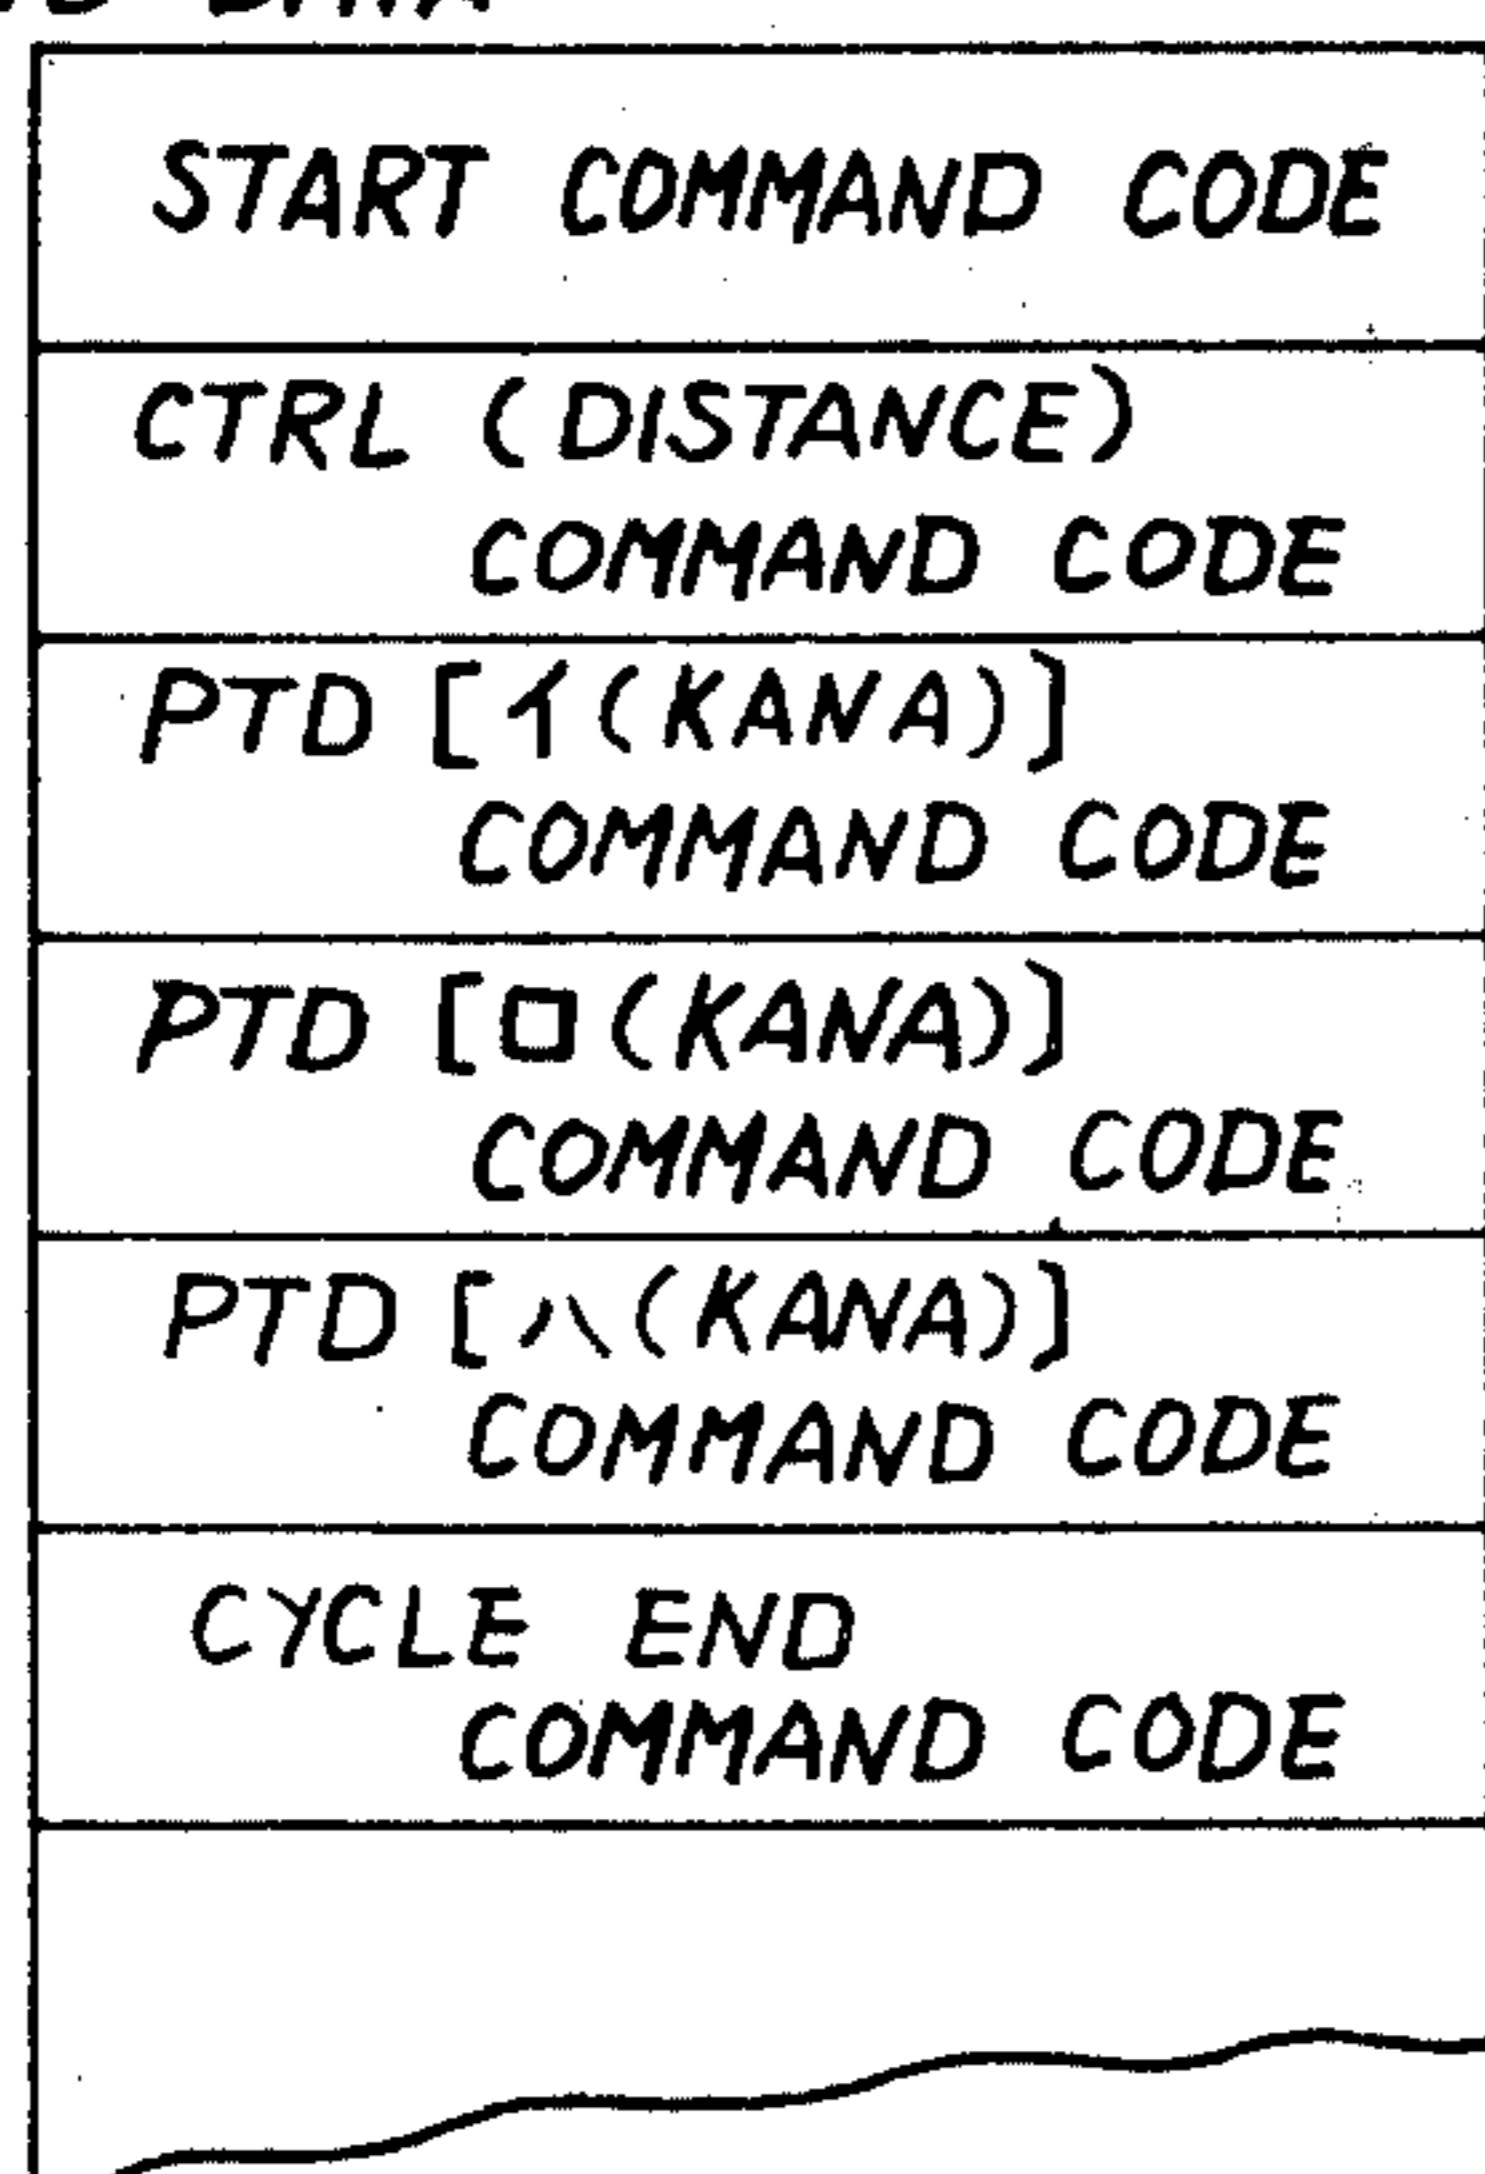 DATA
START COMMAND CODE
CTRL (DISTANCE)
COMMAND CODE
PTD [イ(KANA)]
COMMAND CODE
PTD [ロ(KANA)]
COMMAND CODE
PTD [ハ(KANA)]
COMMAND CODE
CYCLE END
COMMAND CODE